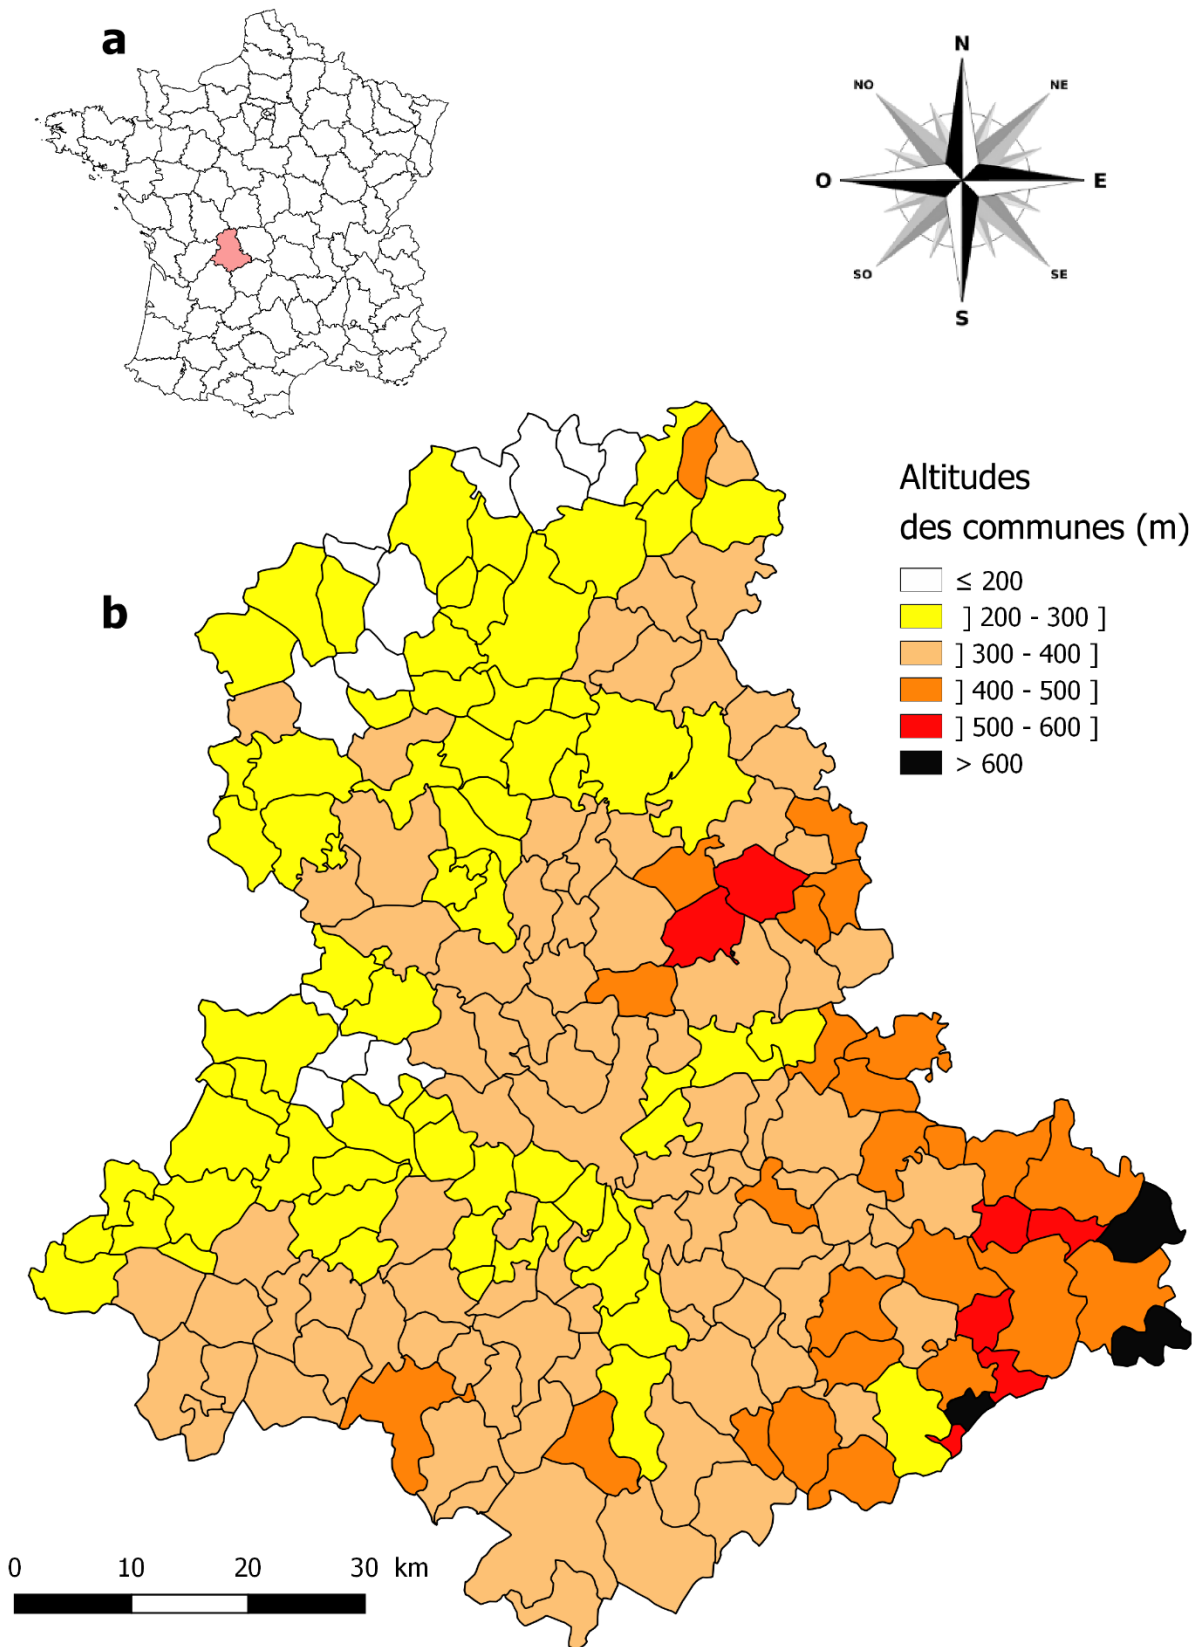 a
N
NO
NE
O
E
SO
SE
S
Altitudes
des communes (m)
≤ 200
] 200 - 300 ]
] 300 - 400 ]
] 400 - 500 ]
] 500 - 600 ]
> 600
b
0 10 20 30 km